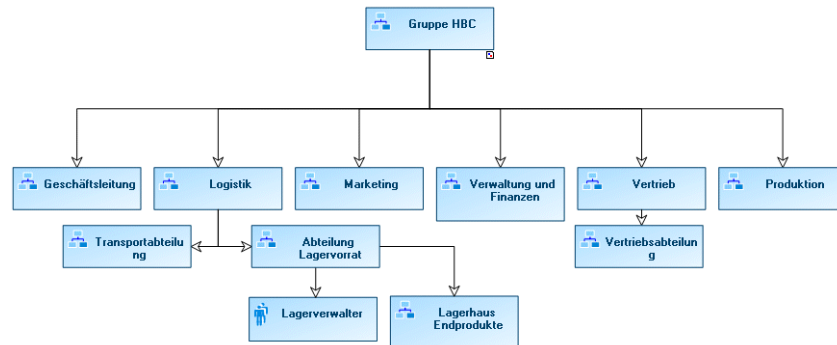 Gruppe HBC
Geschäftsleitung
Logistik
Marketing
Verwaltung und
Finanzen
Vertrieb
Produktion
Transportabteilu
ng
Abteilung
Lagervorrat
Vertriebsabteilun
g
Lagerverwalter
Lagerhaus
Endprodukte